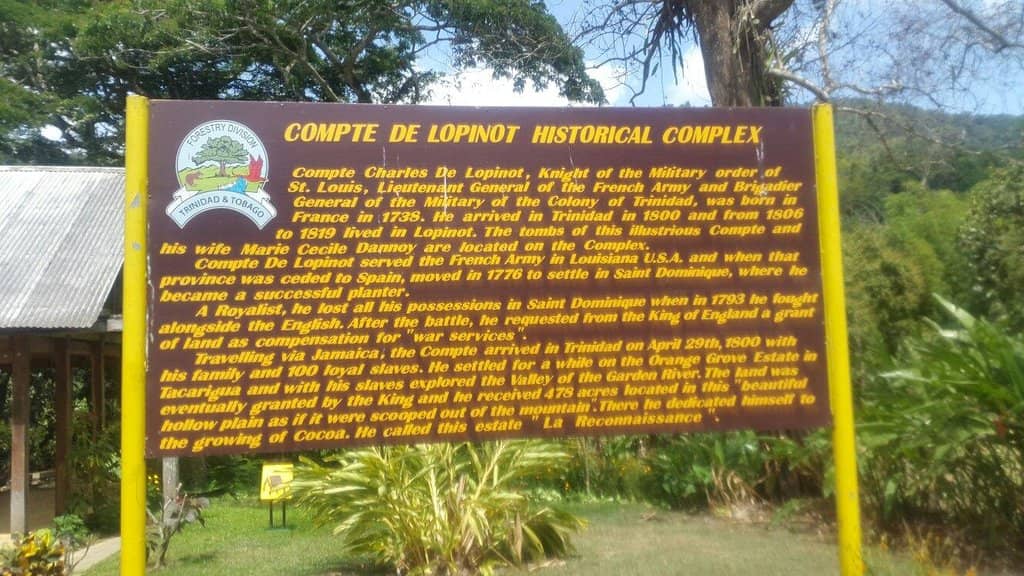 FORESTRY DIVISION
TRINIDAD & TOBAGO
COMPTE DE LOPINOT HISTORICAL COMPLEX
Compte Charles De Lopinot, Knight of the Military order of
St. Louis, Lieutenant General of the French Army and Brigadier
General of the Military of the Colony of Trinidad, was born in
France in 1738. He arrived in Trinidad in 1800 and from 1806
to 1819 lived in Lopinot. The tombs of this illustrious Compte and
his wife Marie Cecile Dannoy are located on the Complex.
Compte De Lopinot served the French Army in Louisiana U.S.A. and when that
province was ceded to Spain, moved in 1776 to settle in Saint Dominique, where he
became a successful planter.
A Royalist, he lost all his possessions in Saint Dominique when in 1793 he fought
alongside the English. After the battle, he requested from the King of England a grant
of land as compensation for "war services".
Travelling via Jamaica, the Compte arrived in Trinidad on April 29th, 1800 with
his family and 100 loyal slaves. He settled for a while on the Orange Grove Estate in
Tacarigua and with his slaves explored the Valley of the Garden River. The land was
eventually granted by the King and he received 478 acres located in this "beautiful
hollow plain as if it were scooped out of the mountain". There he dedicated himself to
the growing of Cocoa. He called this estate "La Reconnaissance".